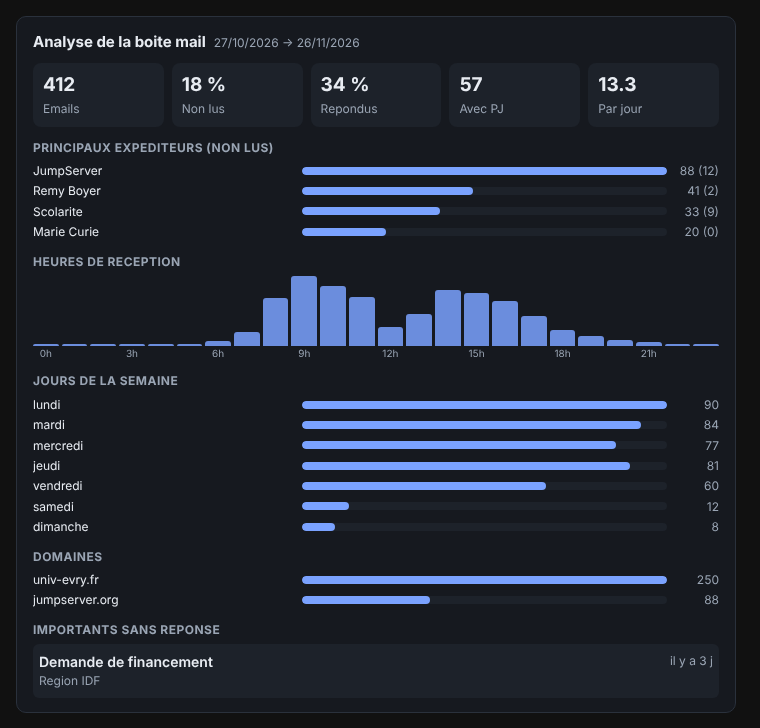 Analyse de la boite mail 27/10/2026 → 26/11/2026
412 18 % 34 % 57 13.3
Emails Non lus Repondus Avec PJ Par jour
PRINCIPAUX EXPEDITEURS (NON LUS)
JumpServer 88 (12)
Remy Boyer 41 (2)
Scolarite 33 (9)
Marie Curie 20 (0)
HEURES DE RECEPTION
0h 3h 6h 9h 12h 15h 18h 21h
JOURS DE LA SEMAINE
lundi 90
mardi 84
mercredi 77
jeudi 81
vendredi 60
samedi 12
dimanche 8
DOMAINES
univ-evry.fr 250
jumpserver.org 88
IMPORTANTS SANS REPONSE
Demande de financement il y a 3 j
Region IDF